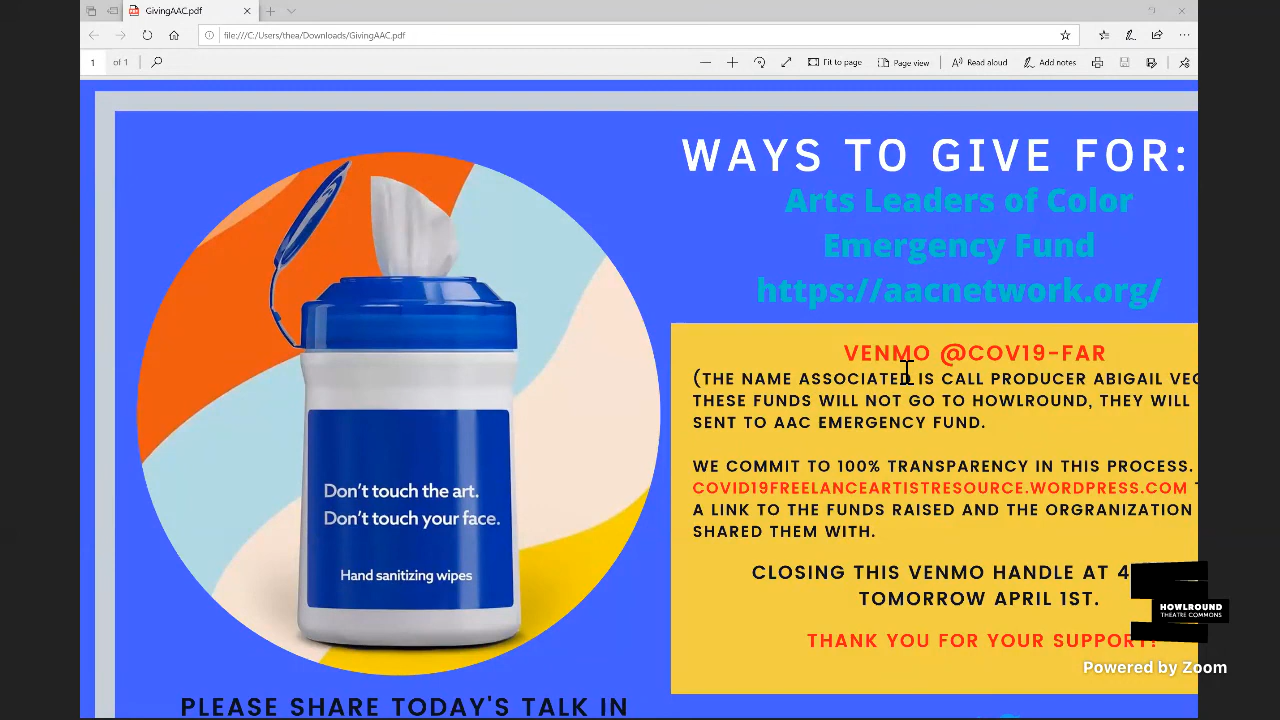 GivingAAC.pdf
file:///C:/Users/thea/Downloads/GivingAAC.pdf
1 of 1 Fit to page Page view Read aloud Add notes
WAYS TO GIVE FOR:
Arts Leaders of Color
Emergency Fund
https://aacnetwork.org/
VENMO @COV19-FAR
(THE NAME ASSOCIATED IS CALL PRODUCER ABIGAIL
THESE FUNDS WILL NOT GO TO HOWLROUND, THEY WILL
SENT TO AAC EMERGENCY FUND.
WE COMMIT TO 100% TRANSPARENCY IN THIS PROCESS.
COVID19FREELANCEARTISTRESOURCE.WORDPRESS.COM
A LINK TO THE FUNDS RAISED AND THE ORGRANIZATION
SHARED THEM WITH.
CLOSING THIS VENMO HANDLE AT 4
TOMORROW APRIL 1ST.
THANK YOU FOR YOUR SUPPORT!
Don't touch the art.
Don't touch your face.
Hand sanitizing wipes
PLEASE SHARE TODAY'S TALK IN
HOWLROUND
THEATRE COMMONS
Powered by Zoom